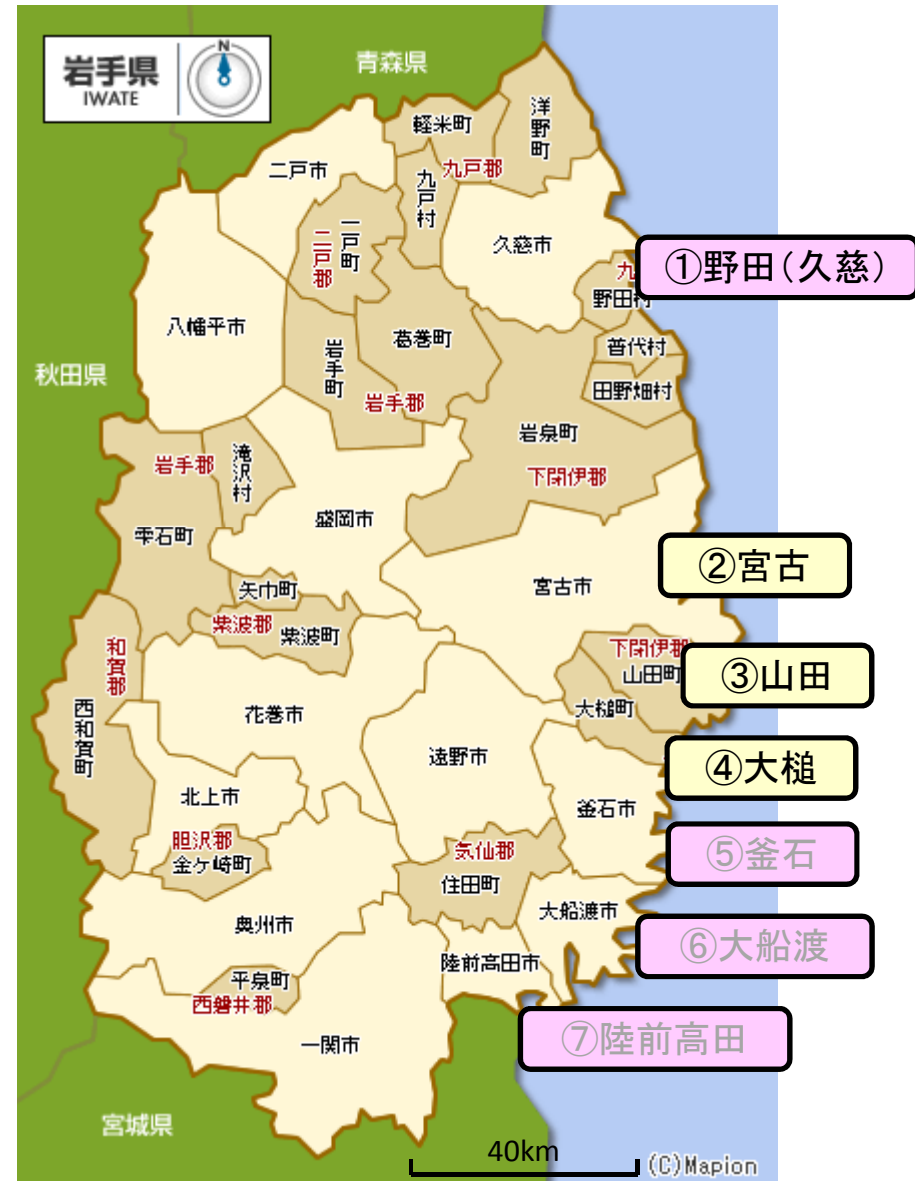 岩手県
IWATE
N
青森県
洋野町
軽米町
九戸郡
二戸市
九戸村
一戸町
二戸郡
久慈市
①野田(久慈)
九
野田村
八幡平市
葛巻町
普代村
岩手町
田野畑村
秋田県
岩手郡
岩泉町
岩手郡
滝沢村
下閉伊郡
盛岡市
雫石町
②宮古
宮古市
矢巾町
紫波郡
紫波町
和賀郡
下閉伊郡
山田町
③山田
西和賀町
花巻市
大槌町
遠野市
④大槌
北上市
釜石市
胆沢郡
金ケ崎町
気仙郡
⑤釜石
住田町
奥州市
大船渡市
⑥大船渡
陸前高田市
平泉町
西磐井郡
一関市
⑦陸前高田
宮城県
40km
(C)Mapion